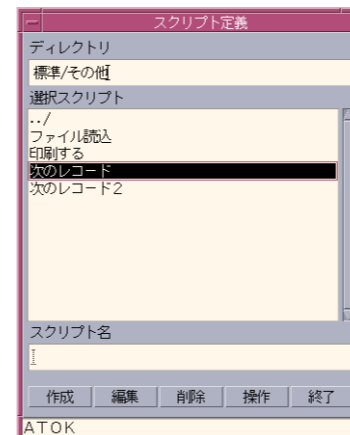 スクリプト定義
ディレクトリ
標準/その他
選択スクリプト
../
ファイル読込
印刷する
次のレコード
次のレコード2
スクリプト名
作成 編集 削除 操作 終了
ATOK